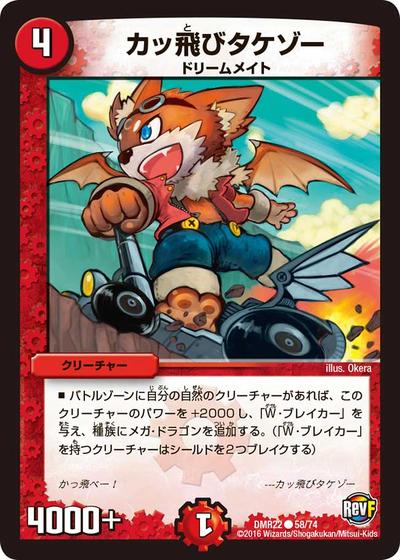 4
カッ飛びタケゾー
と
ドリームメイト
クリーチャー
illus. Okera
■ バトルゾーンに自分の自然のクリーチャーがあれば、この
クリーチャーのパワーを +2000 し、「W・ブレイカー」を
与え、種族にメガ・ドラゴンを追加する。（「W・ブレイカー」
を持つクリーチャーはシールドを2つブレイクする）
かっ飛べー！ ---カッ飛びタケゾー
4000+
1
DMR22 ● 58/74
©2016 Wizards/Shogakukan/Mitsui-Kids
RevF